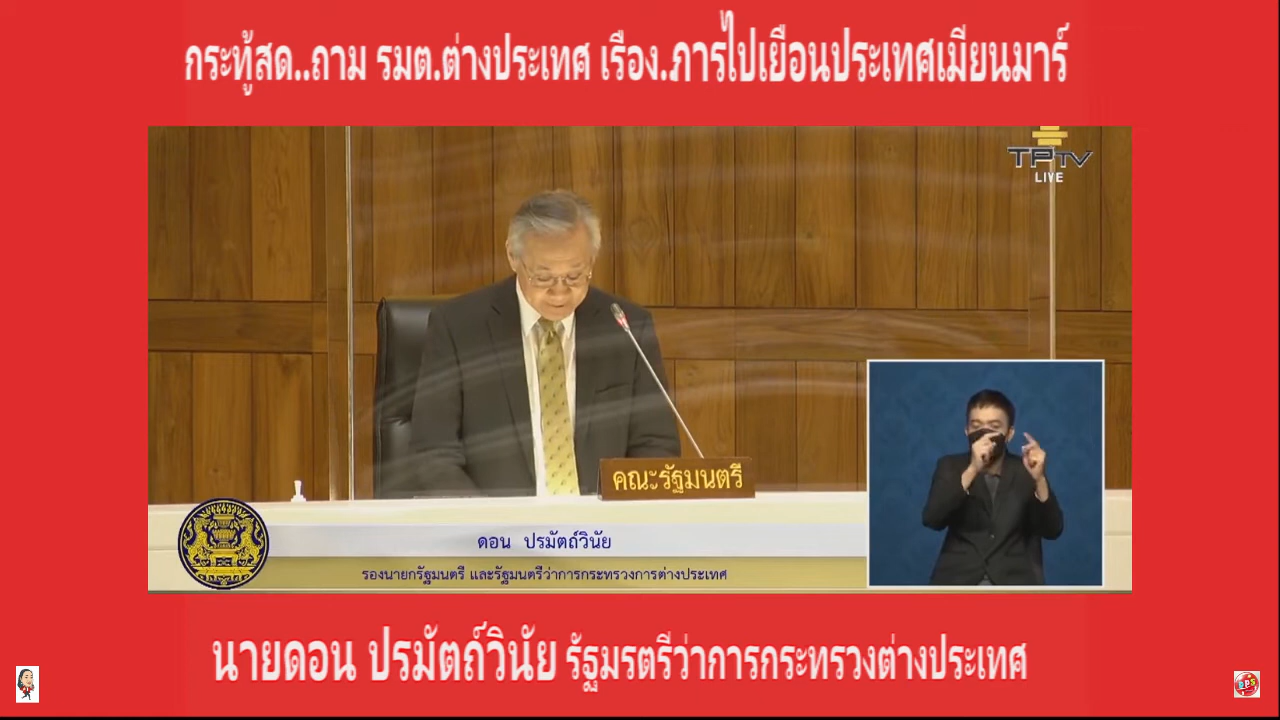 กระทู้สด..ถาม รมต.ต่างประเทศ เรื่อง.ภารไปเยือนประเทศเมียนมาร์
TPTV
LIVE
คณะรัฐมนตรี
ดอน ปรมัตถ์วินัย
รองนายกรัฐมนตรี และรัฐมนตรีว่าการกระทรวงการต่างประเทศ
นายดอน ปรมัตถ์วินัย รัฐมรตรีว่าการกระทรวงต่างประเทศ
PPS